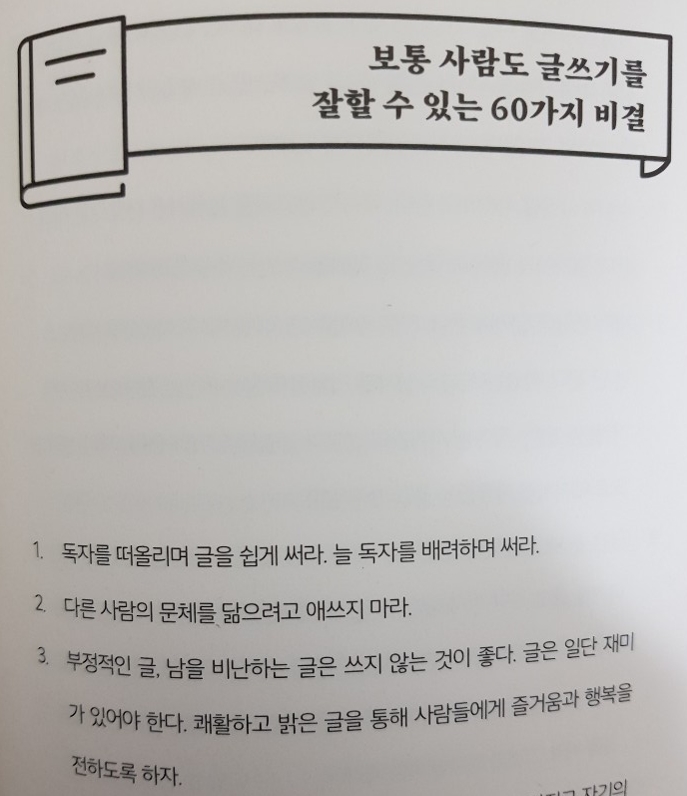 보통 사람도 글쓰기를
잘할 수 있는 60가지 비결
1. 독자를 떠올리며 글을 쉽게 써라. 늘 독자를 배려하며 써라.
2. 다른 사람의 문체를 닮으려고 애쓰지 마라.
3. 부정적인 글, 남을 비난하는 글은 쓰지 않는 것이 좋다. 글은 일단 재미
가 있어야 한다. 쾌활하고 밝은 글을 통해 사람들에게 즐거움과 행복을
전하도록 하자.
자기의